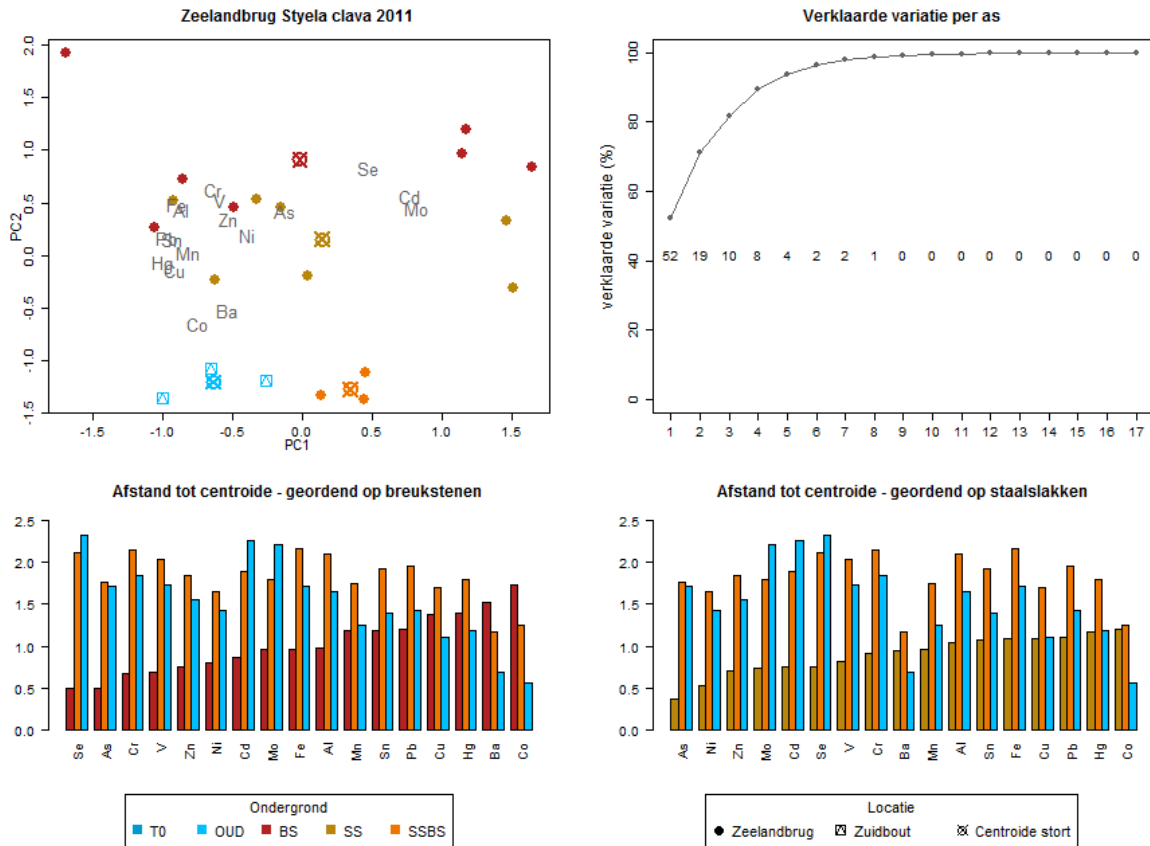 Zeelandbrug Styela clava 2011
PC2
2.0
1.5
1.0
0.5
0.0
-0.5
-1.0
-1.5
Se
Cd
Mo
Cr
V
Fe
Al
As
Zn
Ni
Pb
Sn
Mn
Hg
Cu
Ba
Co
-1.5 -1.0 -0.5 0.0 0.5 1.0 1.5
PC1
Verklaarde variatie per as
verklaarde variatie (%)
100
80
60
40
20
0
52 19 10 8 4 2 2 1 0 0 0 0 0 0 0 0 0
1 2 3 4 5 6 7 8 9 10 11 12 13 14 15 16 17
Afstand tot centroide - geordend op breukstenen
2.5
2.0
1.5
1.0
0.5
0.0
Se As Cr V Zn Ni Cd Mo Fe Al Mn Sn Pb Cu Hg Ba Co
Afstand tot centroide - geordend op staalslakken
2.5
2.0
1.5
1.0
0.5
0.0
As Ni Zn Mo Cd Se V Cr Ba Mn Al Sn Fe Cu Pb Hg Co
Ondergrond
T0 OUD BS SS SSBS
Locatie
Zeelandbrug Zuidbout Centroide stort